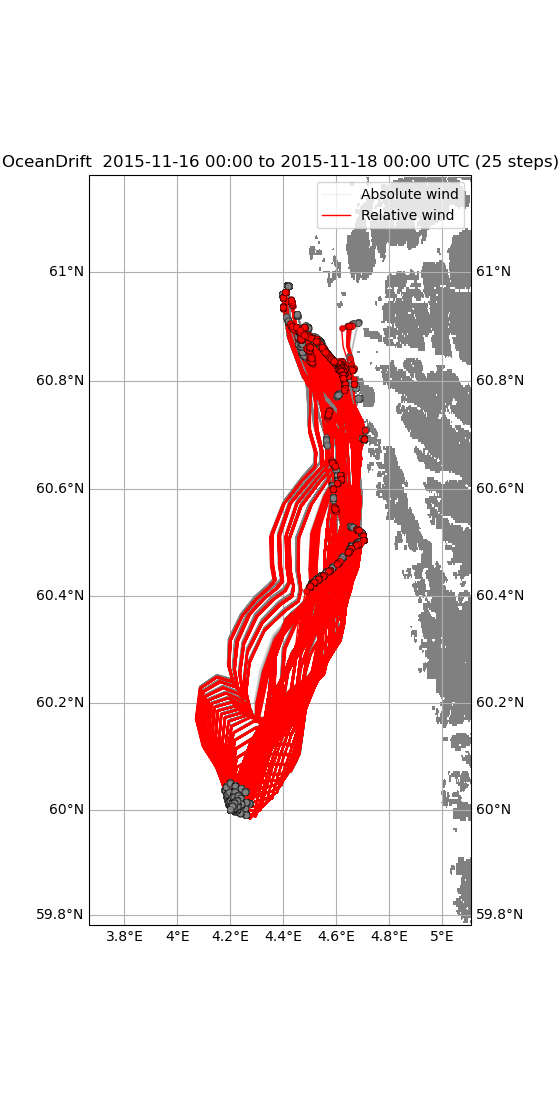 OceanDrift  2015-11-16 00:00 to 2015-11-18 00:00 UTC (25 steps)
Absolute wind
Relative wind
61°N 61°N
60.8°N 60.8°N
60.6°N 60.6°N
60.4°N 60.4°N
60.2°N 60.2°N
60°N 60°N
59.8°N 59.8°N
3.8°E 4°E 4.2°E 4.4°E 4.6°E 4.8°E 5°E